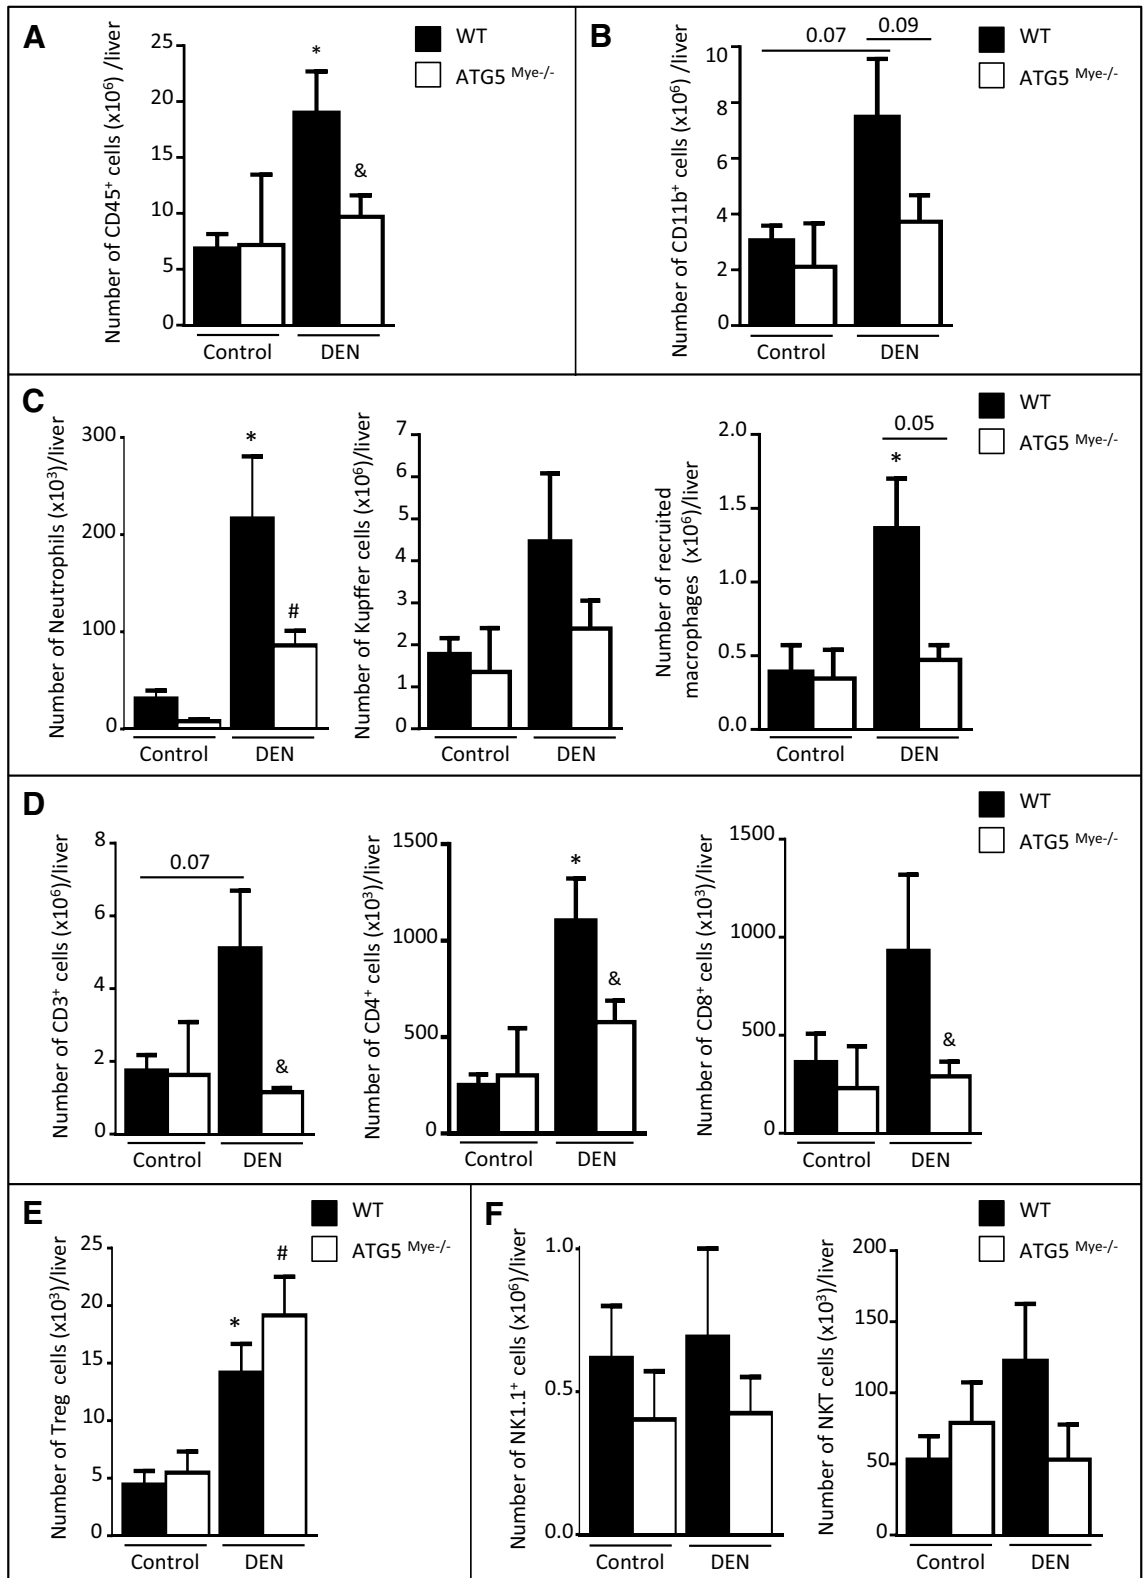 A
Number of CD45⁺ cells (x10⁶) /liver
25
20
15
10
5
0
*
&
Control
DEN
WT
ATG5 Mye-/-
B
Number of CD11b⁺ cells (x10⁶) /liver
10
8
6
4
2
0
0.07
0.09
Control
DEN
WT
ATG5 Mye-/-
C
Number of Neutrophils (x10³)/liver
300
200
100
0
*
#
Control
DEN
Number of Kupffer cells (x10⁶)/liver
7
6
5
4
3
2
1
0
Control
DEN
Number of recruited
macrophages (x10⁶)/liver
2.0
1.5
1.0
0.5
0.0
0.05
*
Control
DEN
WT
ATG5 Mye-/-
D
Number of CD3⁺ cells (x10⁶)/liver
8
6
4
2
0
0.07
&
Control
DEN
Number of CD4⁺ cells (x10³)/liver
1500
1000
500
0
*
&
Control
DEN
Number of CD8⁺ cells (x10³)/liver
1500
1000
500
0
&
Control
DEN
WT
ATG5 Mye-/-
E
Number of Treg cells (x10³)/liver
25
20
15
10
5
0
*
#
Control
DEN
WT
ATG5 Mye-/-
F
Number of NK1.1⁺ cells (x10⁶)/liver
1.0
0.5
0.0
Control
DEN
Number of NKT cells (x10³)/liver
200
150
100
50
0
Control
DEN
WT
ATG5 Mye-/-